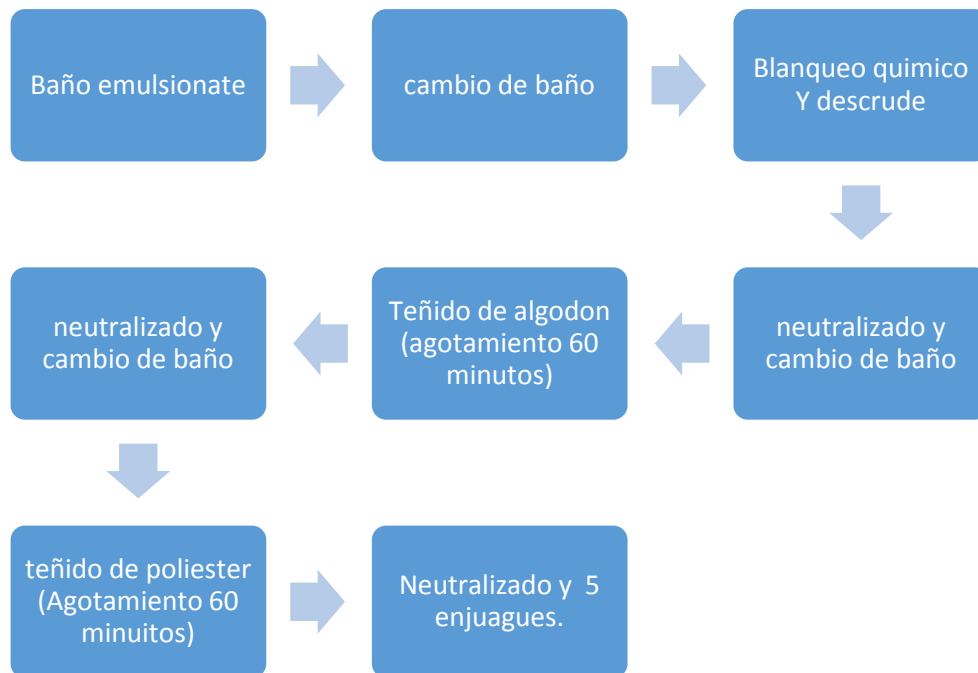 Baño emulsionate
cambio de baño
Blanqueo quimico
Y descrude
neutralizado y
cambio de baño
Teñido de algodon
(agotamiento 60
minutos)
neutralizado y
cambio de baño
teñido de poliester
(Agotamiento 60
minuitos)
Neutralizado y 5
enjuagues.